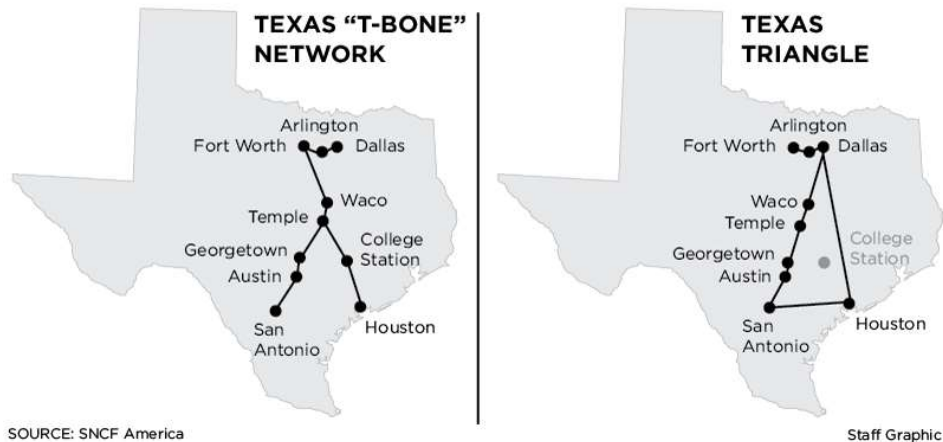 TEXAS “T-BONE”
NETWORK
Arlington
Fort Worth
Dallas
Waco
Temple
Georgetown
College
Station
Austin
San
Antonio
Houston
SOURCE: SNCF America
TEXAS
TRIANGLE
Arlington
Fort Worth
Dallas
Waco
Temple
College
Station
Georgetown
Austin
San
Antonio
Houston
Staff Graphic